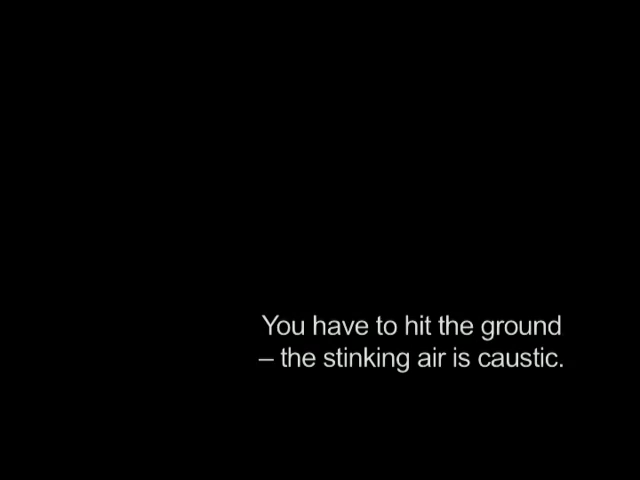 You have to hit the ground
– the stinking air is caustic.